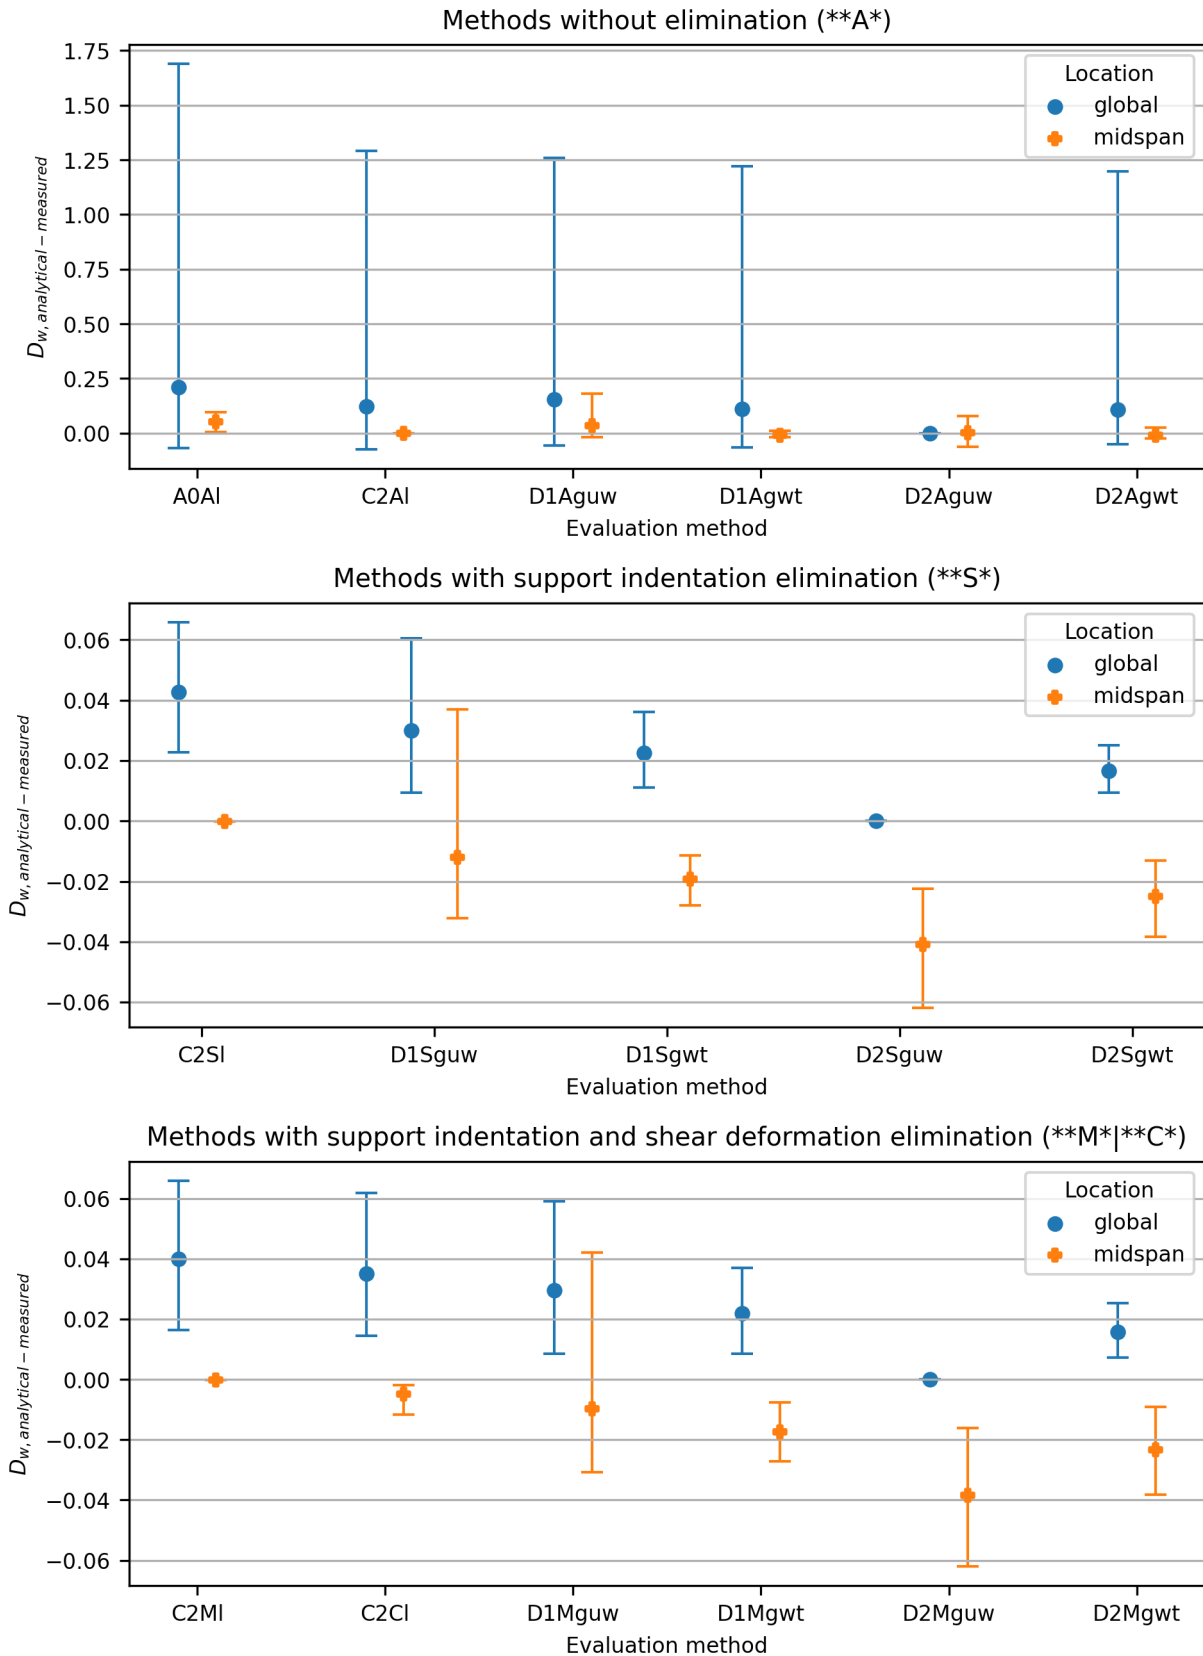 Methods without elimination (**A*)
1.75
1.50
1.25
1.00
0.75
0.50
0.25
0.00
D_{w, analytical − measured}
Location
global
midspan
A0Al
C2Al
D1Aguw
D1Agwt
D2Aguw
D2Agwt
Evaluation method
Methods with support indentation elimination (**S*)
0.06
0.04
0.02
0.00
−0.02
−0.04
−0.06
D_{w, analytical − measured}
Location
global
midspan
C2Sl
D1Sguw
D1Sgwt
D2Sguw
D2Sgwt
Evaluation method
Methods with support indentation and shear deformation elimination (**M*|**C*)
0.06
0.04
0.02
0.00
−0.02
−0.04
−0.06
D_{w, analytical − measured}
Location
global
midspan
C2Ml
C2Cl
D1Mguw
D1Mgwt
D2Mguw
D2Mgwt
Evaluation method